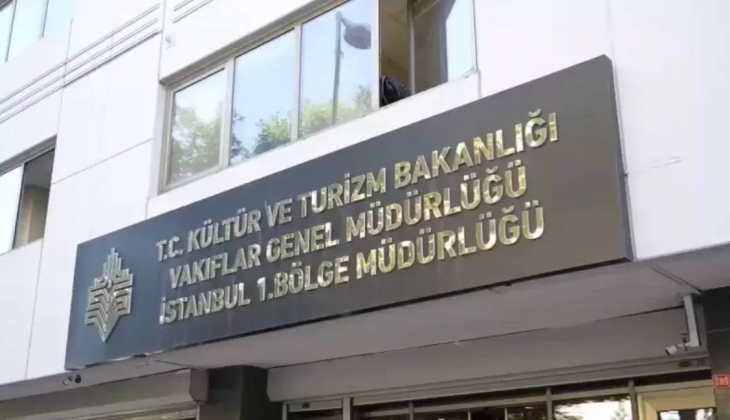 T.C. KÜLTÜR VE TURİZM BAKANLIĞI
VAKIFLAR GENEL MÜDÜRLÜĞÜ
İSTANBUL 1.BÖLGE MÜDÜRLÜĞÜ